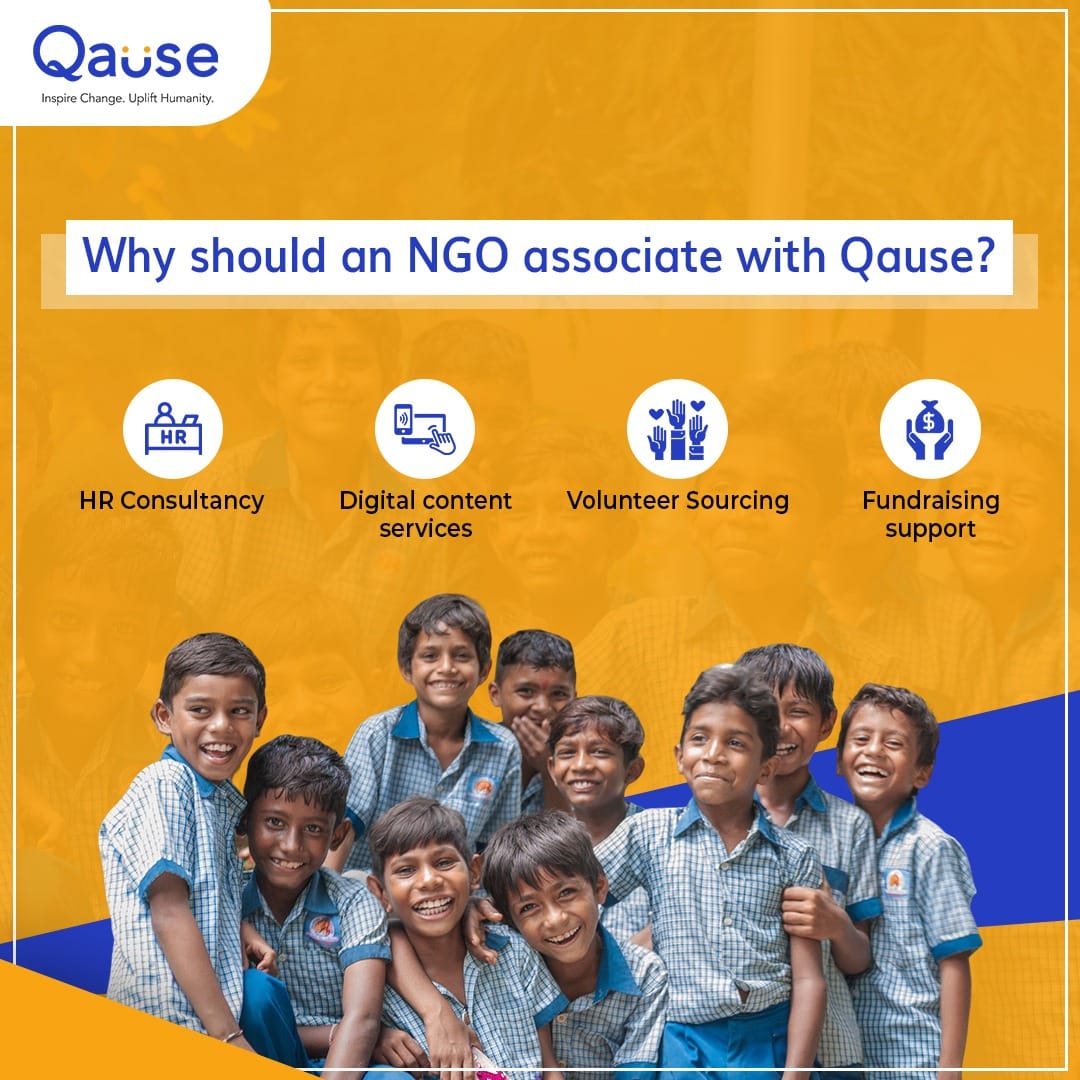 Qause
Inspire Change. Uplift Humanity.
Why should an NGO associate with Qause?
HR
$
HR Consultancy
Digital content
services
Volunteer Sourcing
Fundraising
support